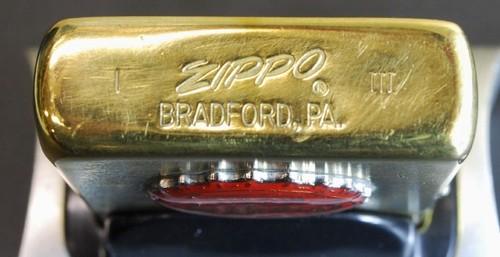 I ZIPPO ® III
BRADFORD, PA.